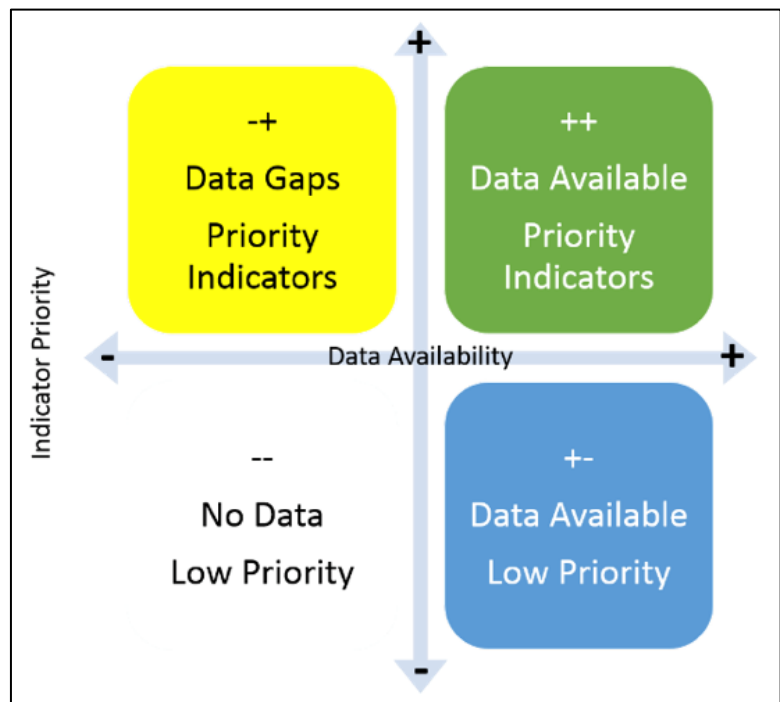 +
-+
Data Gaps
Priority
Indicators
++
Data Available
Priority
Indicators
Indicator Priority
-
Data Availability
+
--
No Data
Low Priority
+-
Data Available
Low Priority
-